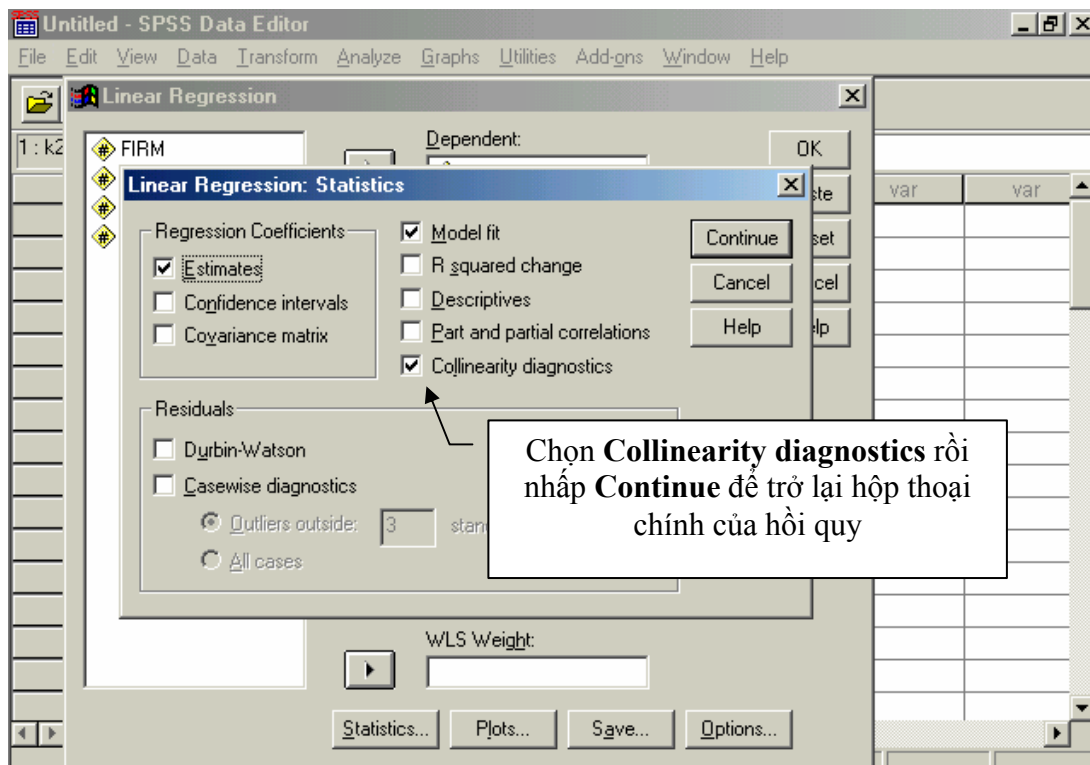 Untitled - SPSS Data Editor
File Edit View Data Transform Analyze Graphs Utilities Add-ons Window Help
Linear Regression
1 : k2
FIRM
Dependent:
OK
var var
Linear Regression: Statistics
Regression Coefficients
Estimates
Confidence intervals
Covariance matrix
Model fit
R squared change
Descriptives
Part and partial correlations
Collinearity diagnostics
Continue
Cancel
Help
Residuals
Durbin-Watson
Casewise diagnostics
Outliers outside: 3
All cases
Chọn Collinearity diagnostics rồi
nhấp Continue để trở lại hộp thoại
chính của hồi quy
WLS Weight:
Statistics... Plots... Save... Options...